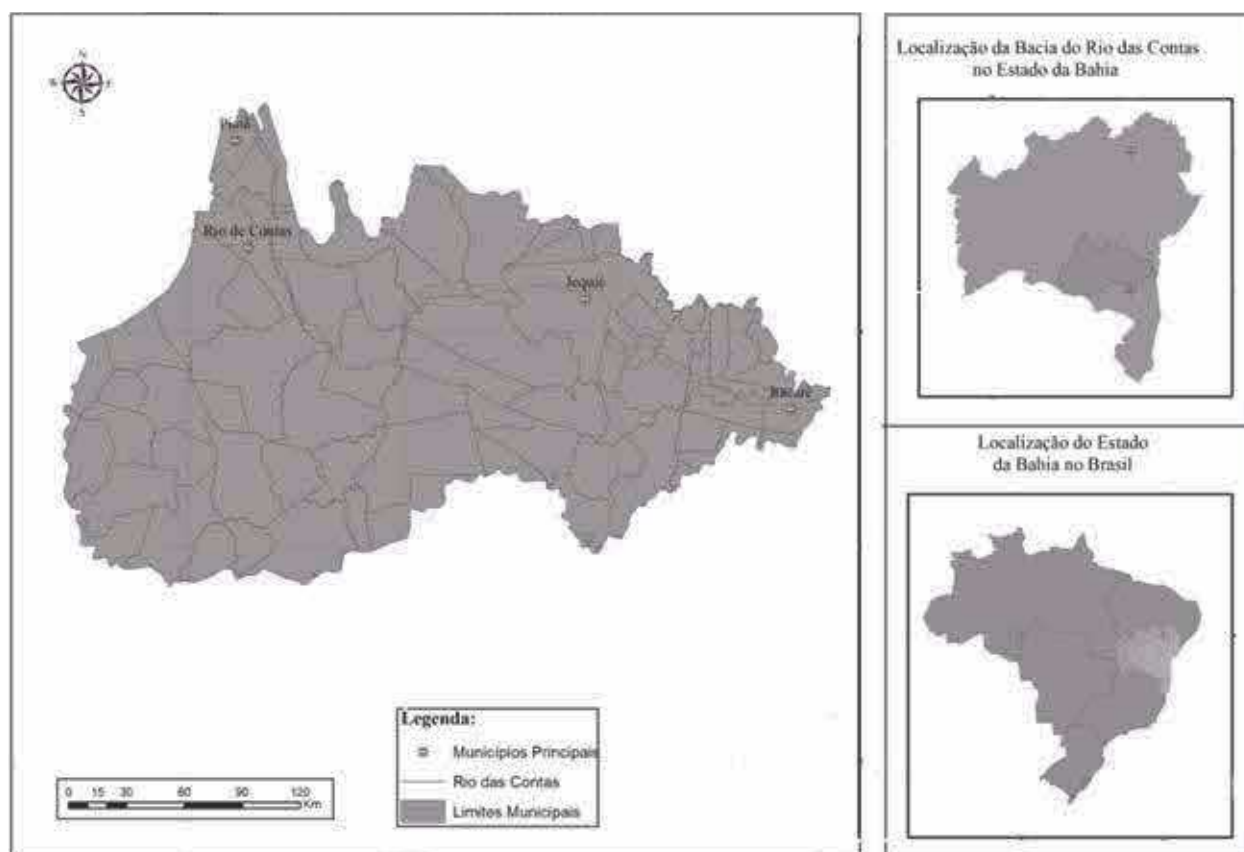 N
S
Piatã
Rio de Contas
Jequié
Itacaré
Legenda:
Municípios Principais
Rio das Contas
Limites Municipais
0 15 30 60 90 120
Km
Localização da Bacia do Rio das Contas
no Estado da Bahia
Localização do Estado
da Bahia no Brasil